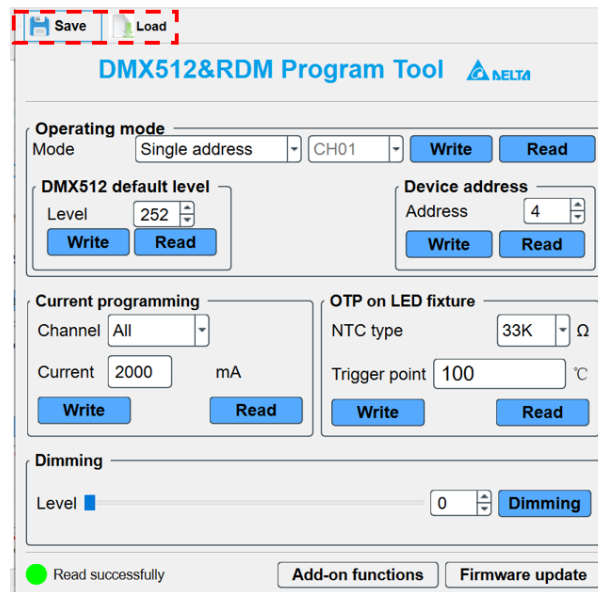 Save Load
DMX512&RDM Program Tool DELTA
Operating mode
Mode Single address CH01 Write Read
DMX512 default level
Level 252
Write Read
Device address
Address 4
Write Read
Current programming
Channel All
Current 2000 mA
Write Read
OTP on LED fixture
NTC type 33K Ω
Trigger point 100 ℃
Write Read
Dimming
Level 0 Dimming
Read successfully Add-on functions Firmware update